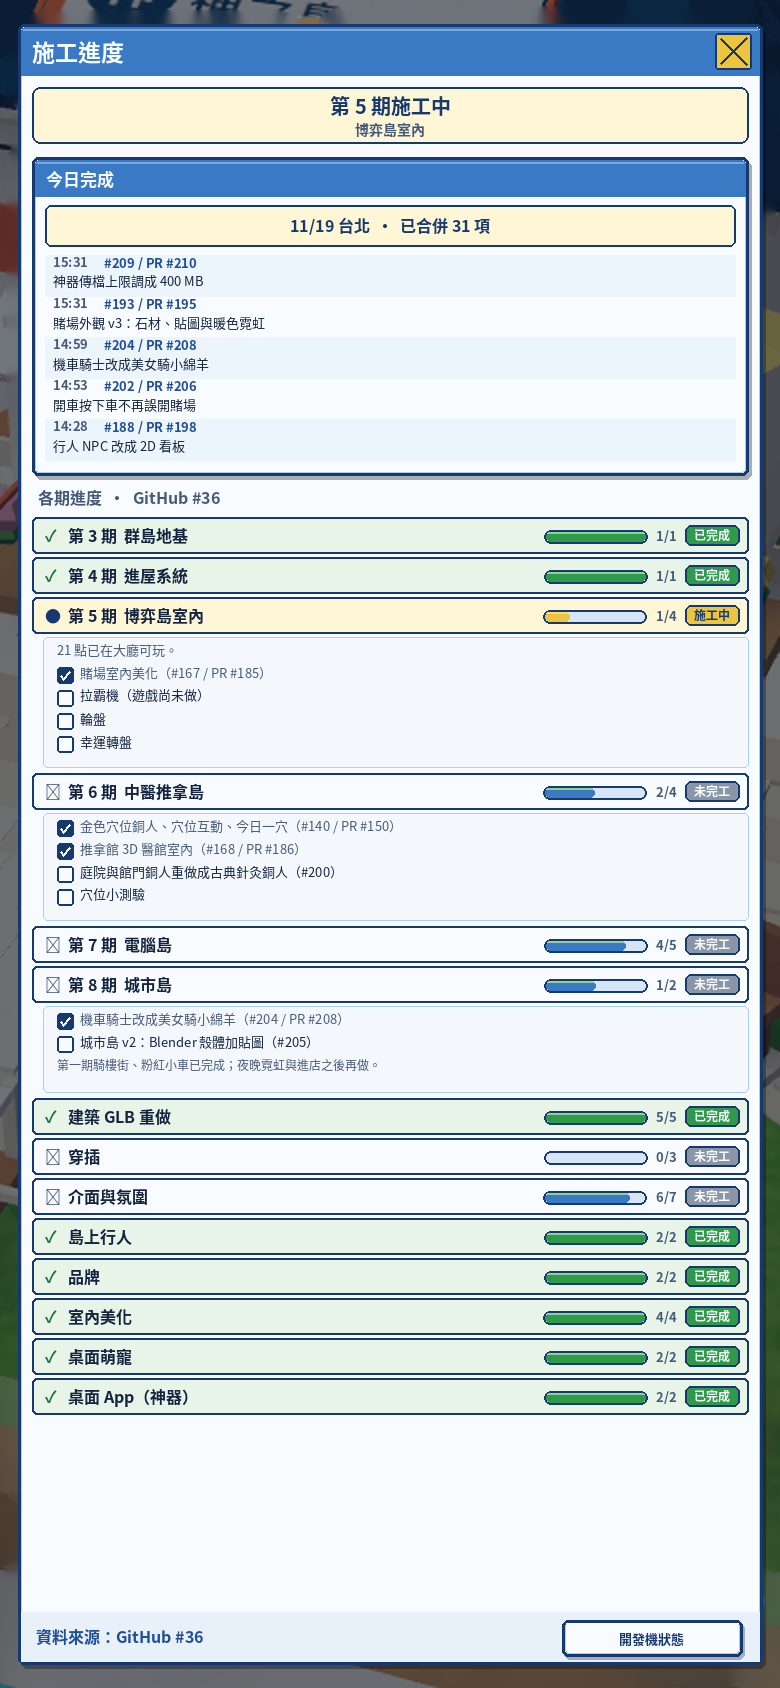 施工進度
第 5 期施工中
博弈島室內
今日完成
11/19 台北 • 已合併 31 項
15:31 #209 / PR #210
神器傳檔上限調成 400 MB
15:31 #193 / PR #195
賭場外觀 v3：石材、貼圖與暖色霓虹
14:59 #204 / PR #208
機車騎士改成美女騎小綿羊
14:53 #202 / PR #206
開車按下車不再誤開賭場
14:28 #188 / PR #198
行人 NPC 改成 2D 看板
各期進度 • GitHub #36
✓ 第 3 期 群島地基 1/1 已完成
✓ 第 4 期 進屋系統 1/1 已完成
● 第 5 期 博弈島室內 1/4 施工中
21 點已在大廳可玩。
賭場室內美化（#167 / PR #185）
拉霸機（遊戲尚未做）
輪盤
幸運轉盤
第 6 期 中醫推拿島 2/4 未完工
金色穴位銅人、穴位互動、今日一穴（#140 / PR #150）
推拿館 3D 醫館室內（#168 / PR #186）
庭院與館門銅人重做成古典針灸銅人（#200）
穴位小測驗
第 7 期 電腦島 4/5 未完工
第 8 期 城市島 1/2 未完工
機車騎士改成美女騎小綿羊（#204 / PR #208）
城市島 v2：Blender 殼體加貼圖（#205）
第一期騎樓街、粉紅小車已完成；夜晚霓虹與進店之後再做。
✓ 建築 GLB 重做 5/5 已完成
穿插 0/3 未完工
介面與氛圍 6/7 未完工
✓ 島上行人 2/2 已完成
✓ 品牌 2/2 已完成
✓ 室內美化 4/4 已完成
✓ 桌面萌寵 2/2 已完成
✓ 桌面 App（神器） 2/2 已完成
資料來源：GitHub #36
開發機狀態